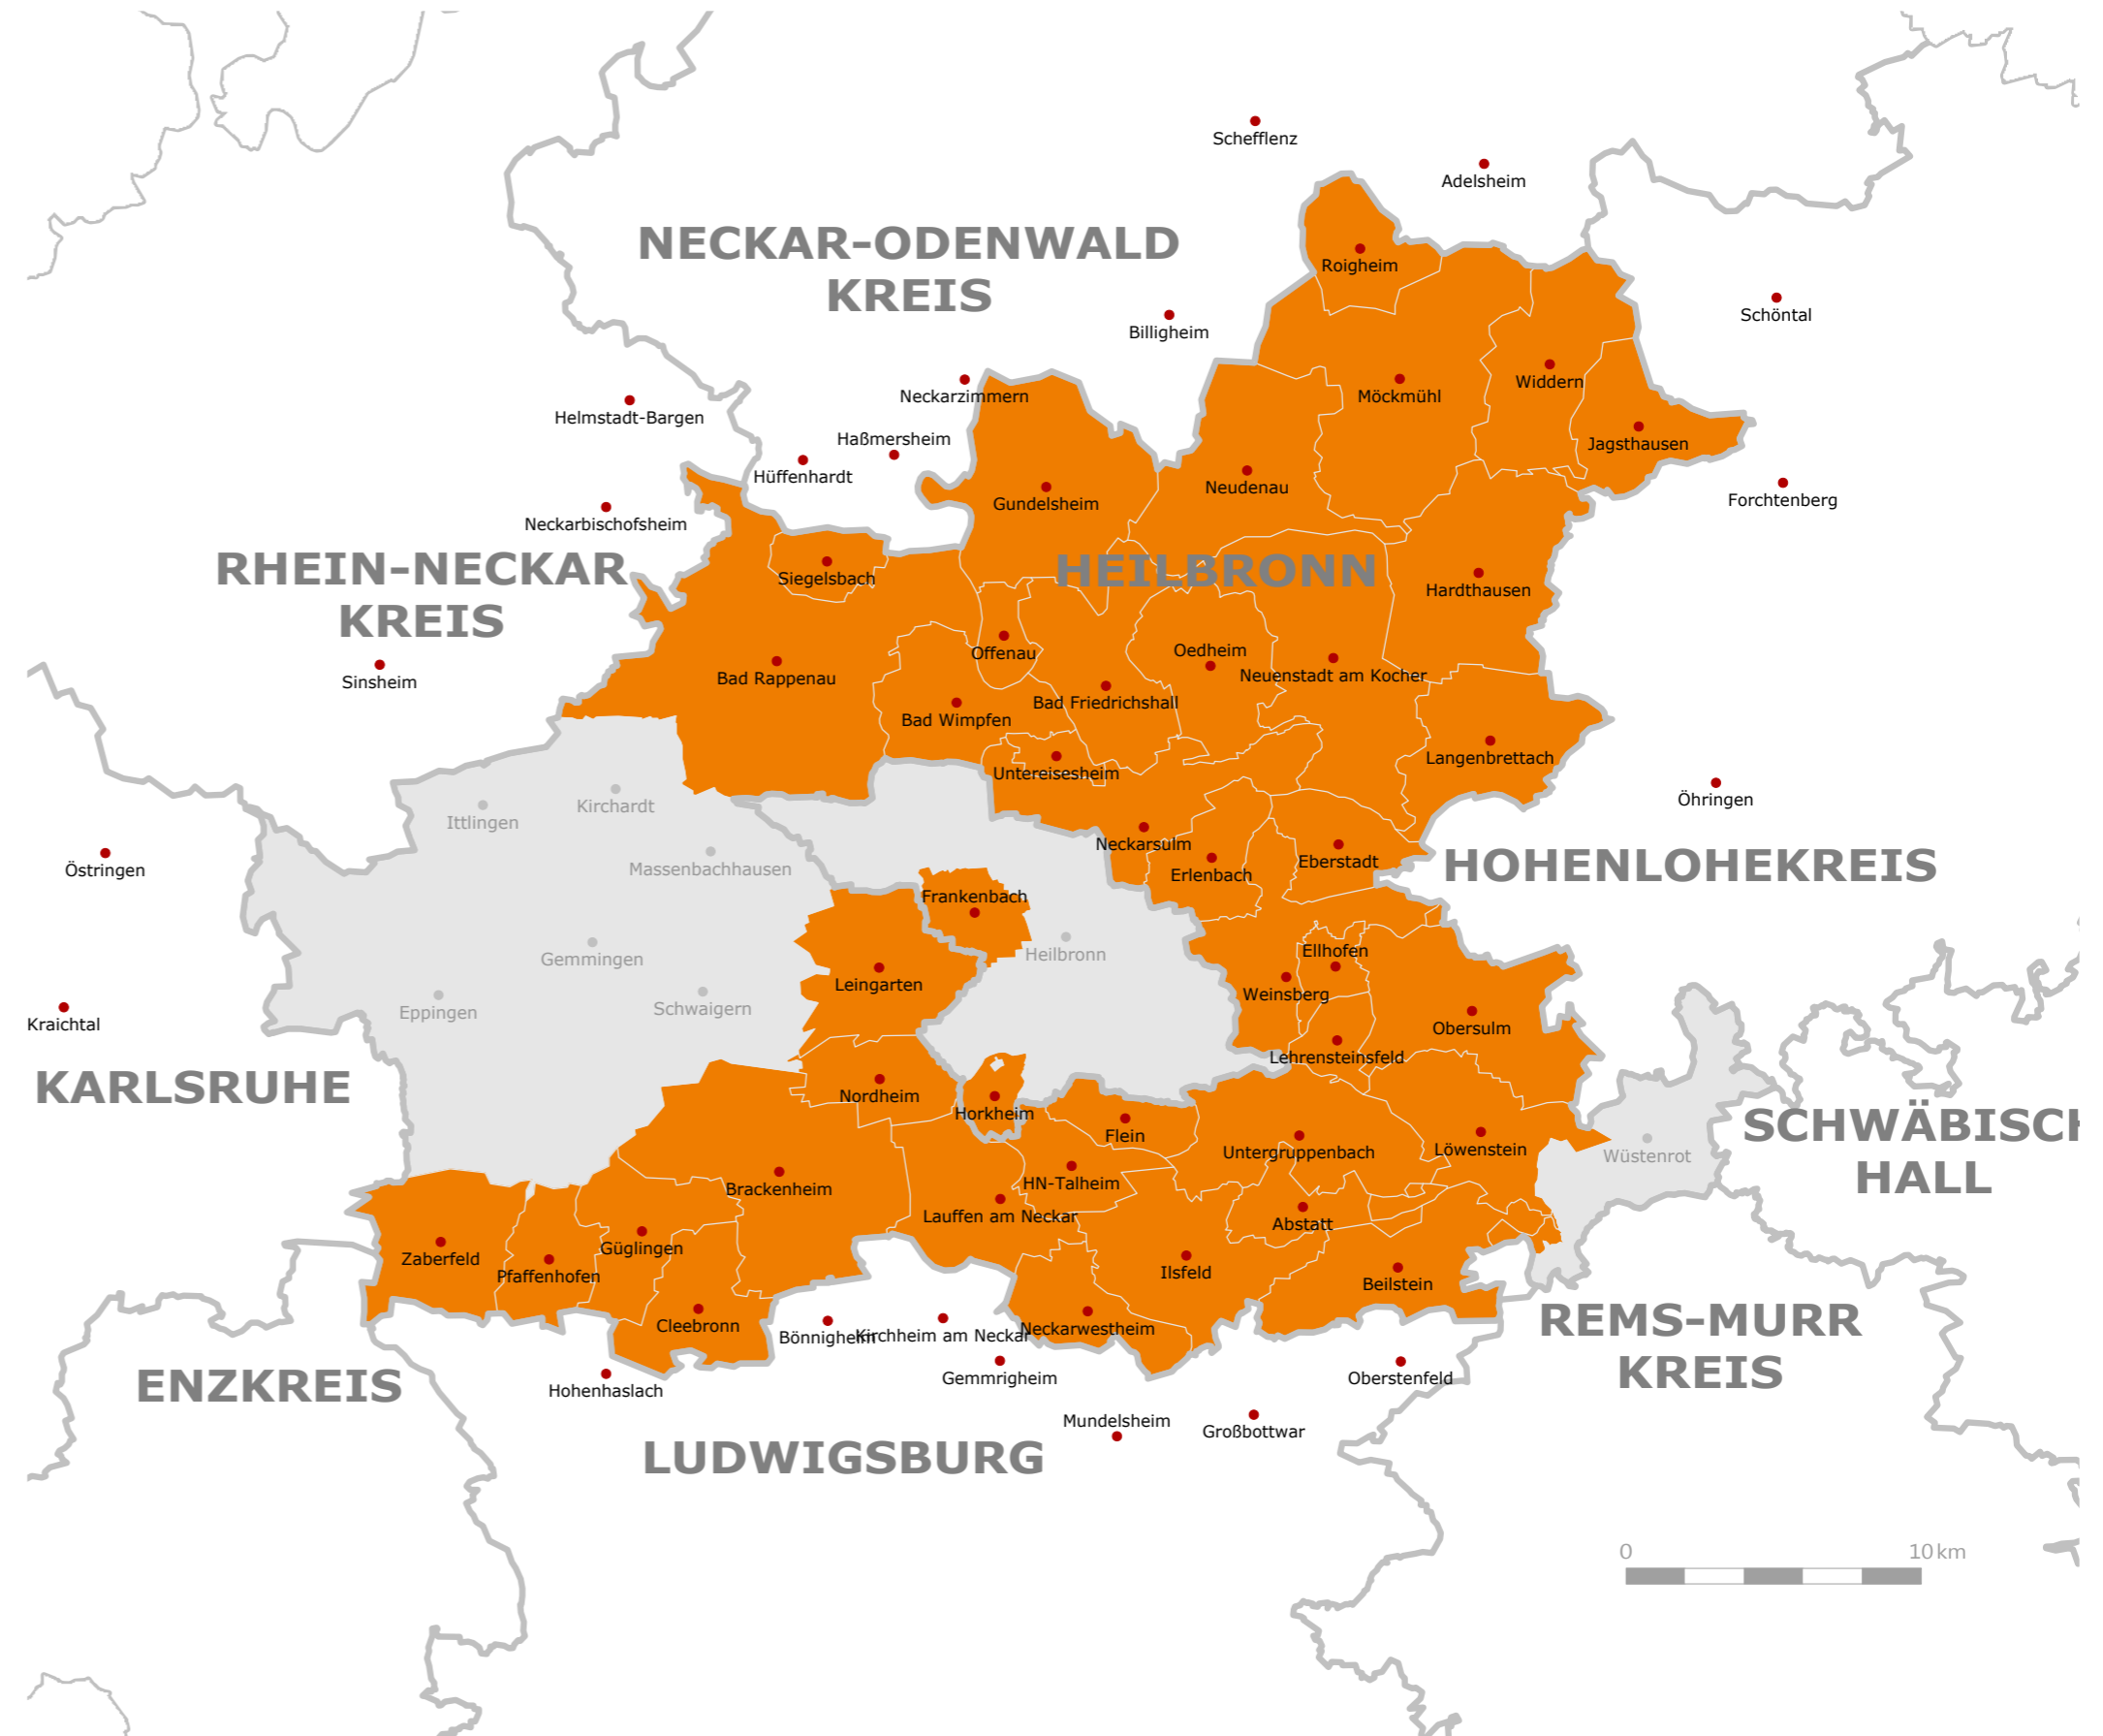 Schefflenz
Adelsheim
NECKAR-ODENWALD
KREIS
Roigheim
Schöntal
Billigheim
Widdern
Neckarzimmern
Möckmühl
Helmstadt-Bargen
Haßmersheim
Jagsthausen
Hüffenhardt
Neudenau
Gundelsheim
Forchtenberg
Neckarbischofsheim
RHEIN-NECKAR
KREIS
HEILBRONN
Siegelsbach
Hardthausen
Offenau
Oedheim
Sinsheim
Bad Rappenau
Neuenstadt am Kocher
Bad Friedrichshall
Bad Wimpfen
Langenbrettach
Untereisesheim
Kirchardt
Öhringen
Ittlingen
Neckarsulm
Eberstadt
HOHENLOHEKREIS
Östringen
Massenbachhausen
Erlenbach
Frankenbach
Ellhofen
Heilbronn
Gemmingen
Leingarten
Weinsberg
Schwaigern
Eppingen
Kraichtal
Obersulm
Lehrensteinsfeld
KARLSRUHE
Nordheim
Horkheim
Flein
SCHWÄBISCH
HALL
Untergruppenbach
Löwenstein
Wüstenrot
HN-Talheim
Brackenheim
Lauffen am Neckar
Abstatt
Güglingen
Zaberfeld
Pfaffenhofen
Ilsfeld
Beilstein
Cleebronn
Neckarwestheim
Bönnigheim
Kirchheim am Neckar
REMS-MURR
KREIS
Gemmrigheim
Oberstenfeld
ENZKREIS
Hohenhaslach
Mundelsheim
Großbottwar
LUDWIGSBURG
0 10 km